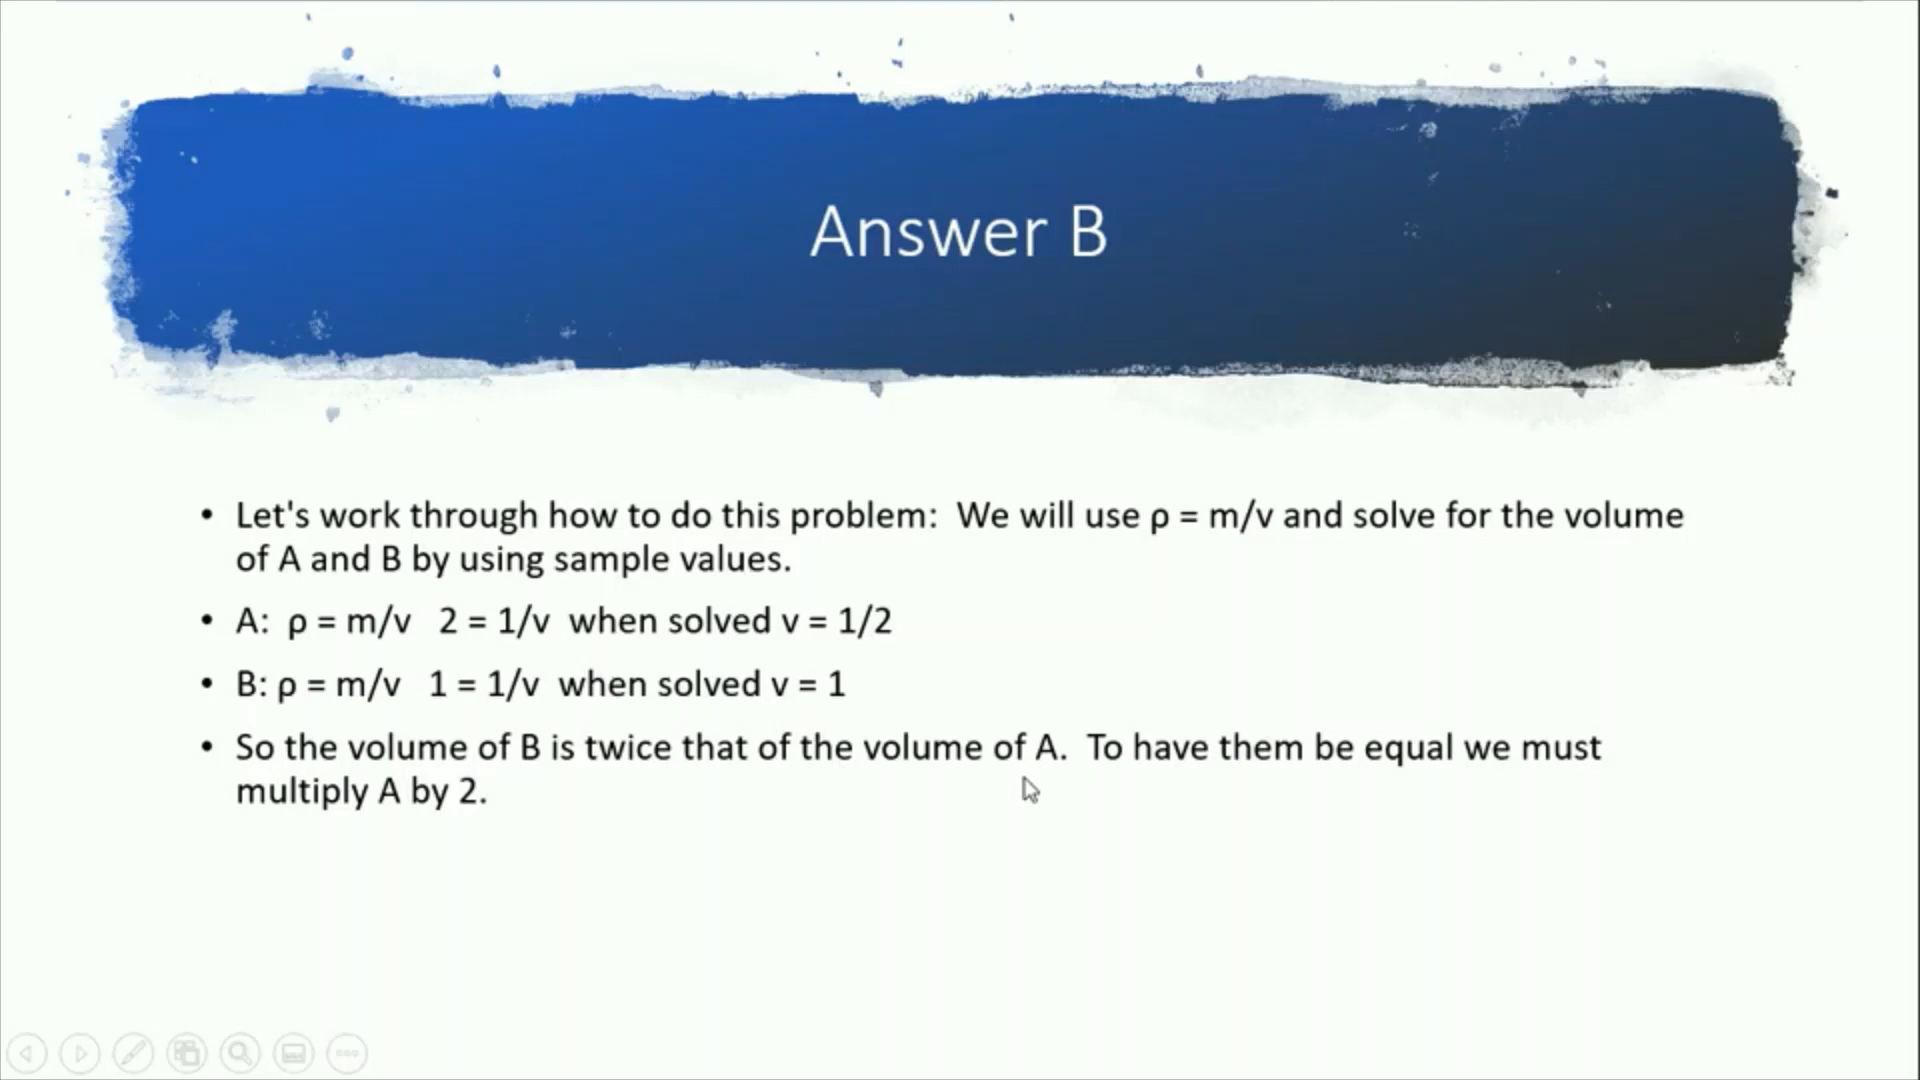 Answer B
• Let's work through how to do this problem:  We will use ρ = m/v and solve for the volume
of A and B by using sample values.
• A:  ρ = m/v   2 = 1/v  when solved v = 1/2
• B: ρ = m/v   1 = 1/v  when solved v = 1
• So the volume of B is twice that of the volume of A.  To have them be equal we must
multiply A by 2.